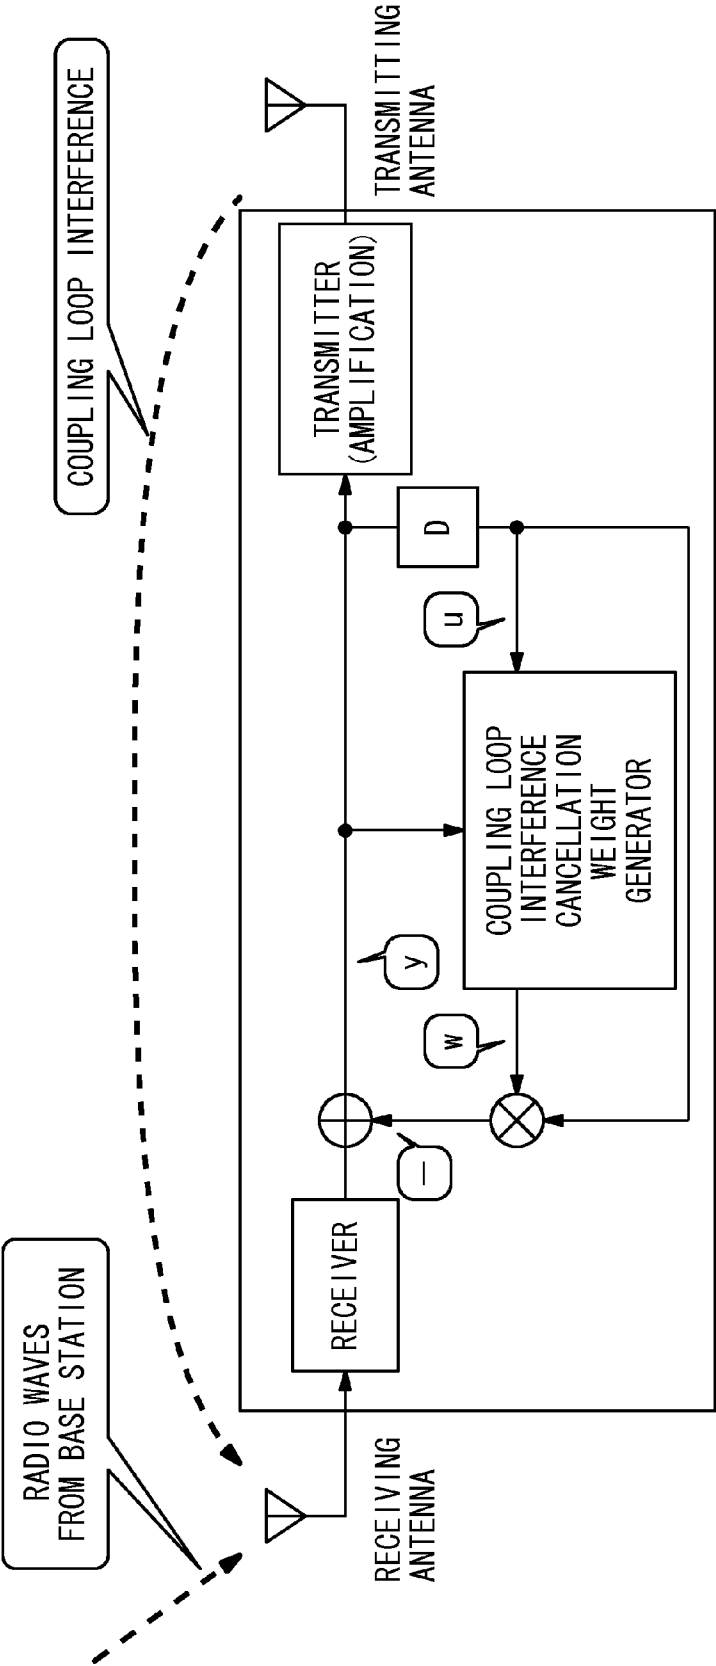 RADIO WAVES
FROM BASE STATION
COUPLING LOOP INTERFERENCE
RECEIVING
ANTENNA
RECEIVER
—
w
y
COUPLING LOOP
INTERFERENCE
CANCELLATION
WEIGHT
GENERATOR
u
D
TRANSMITTER
(AMPLIFICATION)
TRANSMITTING
ANTENNA